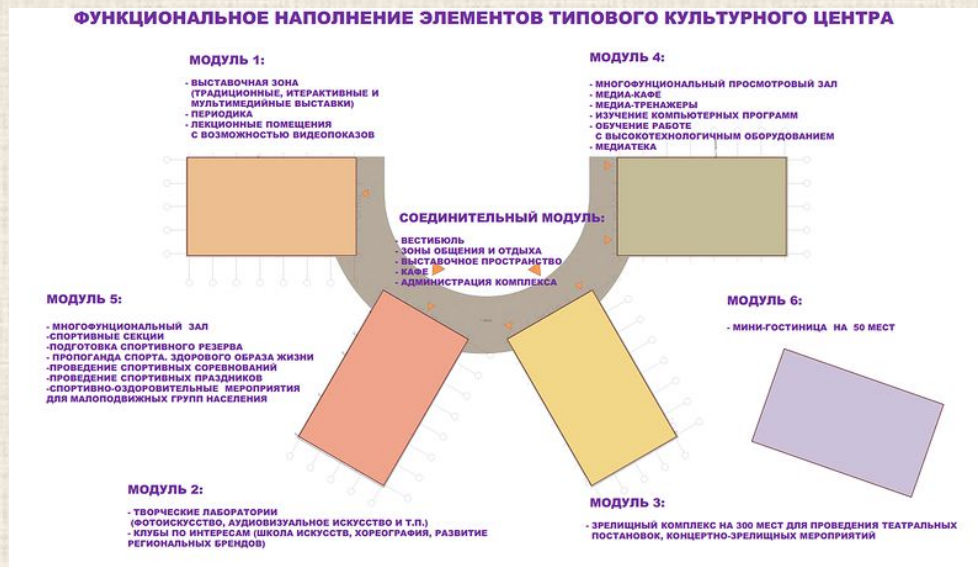 ФУНКЦИОНАЛЬНОЕ НАПОЛНЕНИЕ ЭЛЕМЕНТОВ ТИПОВОГО КУЛЬТУРНОГО ЦЕНТРА
МОДУЛЬ 1:
- ВЫСТАВОЧНАЯ ЗОНА
(ТРАДИЦИОННЫЕ, ИТЕРАКТИВНЫЕ И
МУЛЬТИМЕДИЙНЫЕ ВЫСТАВКИ)
- ПЕРИОДИКА
- ЛЕКЦИОННЫЕ ПОМЕЩЕНИЯ
С ВОЗМОЖНОСТЬЮ ВИДЕОПОКАЗОВ
МОДУЛЬ 4:
- МНОГОФУНЦИОНАЛЬНЫЙ ПРОСМОТРОВЫЙ ЗАЛ
- МЕДИА-КАФЕ
- МЕДИА-ТРЕНАЖЕРЫ
- ИЗУЧЕНИЕ КОМПЬЮТЕРНЫХ ПРОГРАММ
- ОБУЧЕНИЕ РАБОТЕ
С ВЫСОКОТЕХНОЛОГИЧНЫМ ОБОРУДОВАНИЕМ
- МЕДИАТЕКА
СОЕДИНИТЕЛЬНЫЙ МОДУЛЬ:
- ВЕСТИБЮЛЬ
- ЗОНЫ ОБЩЕНИЯ И ОТДЫХА
- ВЫСТАВОЧНОЕ ПРОСТРАНСТВО
- КАФЕ
- АДМИНИСТРАЦИЯ КОМПЛЕКСА
МОДУЛЬ 5:
- МНОГОФУНЦИОНАЛЬНЫЙ ЗАЛ
-СПОРТИВНЫЕ СЕКЦИИ
-ПОДГОТОВКА СПОРТИВНОГО РЕЗЕРВА
- ПРОПОГАНДА СПОРТА. ЗДОРОВОГО ОБРАЗА ЖИЗНИ
-ПРОВЕДЕНИЕ СПОРТИВНЫХ СОРЕВНОВАНИЙ
-ПРОВЕДЕНИЕ СПОРТИВНЫХ ПРАЗДНИКОВ
-СПОРТИВНО-ОЗДОРОВИТЕЛЬНЫЕ МЕРОПРИЯТИЯ
ДЛЯ МАЛОПОДВИЖНЫХ ГРУПП НАСЕЛЕНИЯ
МОДУЛЬ 6:
- МИНИ-ГОСТИНИЦА НА 50 МЕСТ
МОДУЛЬ 2:
- ТВОРЧЕСКИЕ ЛАБОРАТОРИИ
(ФОТОИСКУССТВО, АУДИОВИЗУАЛЬНОЕ ИСКУССТВО И Т.П.)
- КЛУБЫ ПО ИНТЕРЕСАМ (ШКОЛА ИСКУССТВ, ХОРЕОГРАФИЯ, РАЗВИТИЕ
РЕГИОНАЛЬНЫХ БРЕНДОВ)
МОДУЛЬ 3:
- ЗРЕЛИЩНЫЙ КОМПЛЕКС НА 300 МЕСТ ДЛЯ ПРОВЕДЕНИЯ ТЕАТРАЛЬНЫХ
ПОСТАНОВОК, КОНЦЕРТНО-ЗРЕЛИЩНЫХ МЕРОПРИЯТИЙ